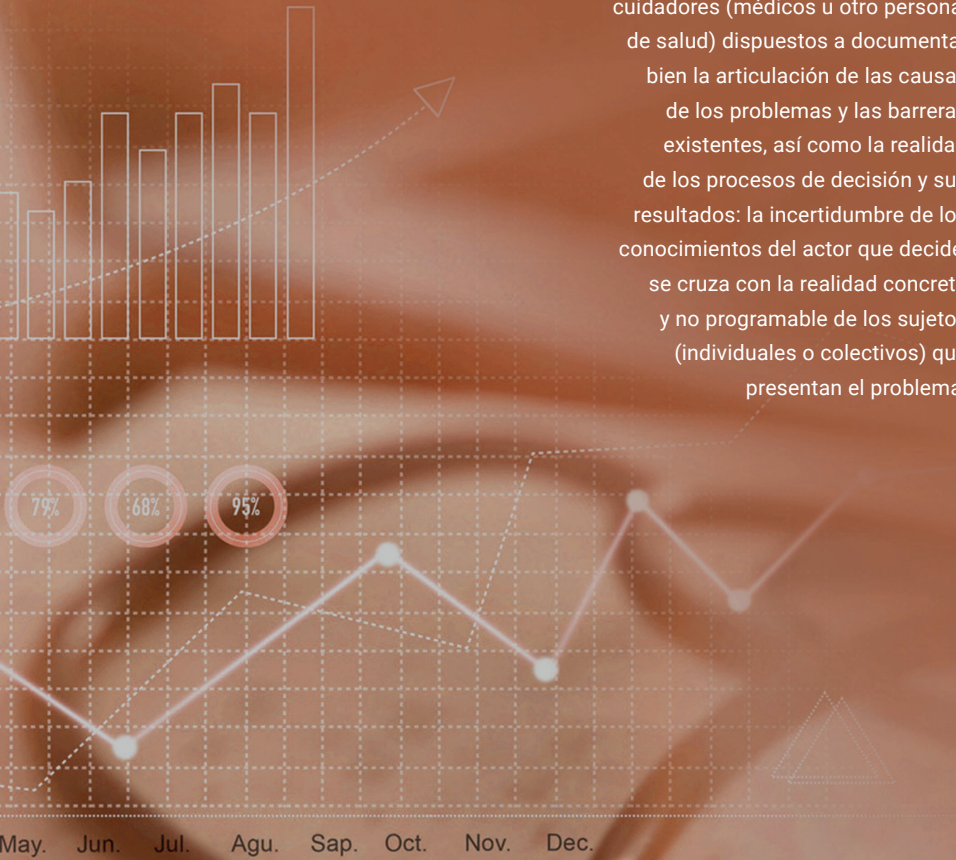 cuidadores (médicos u otro persona
de salud) dispuestos a documenta
bien la articulación de las causa
de los problemas y las barrera
existentes, así como la realida
de los procesos de decisión y su
resultados: la incertidumbre de lo
conocimientos del actor que decide
se cruza con la realidad concret
y no programable de los sujeto
(individuales o colectivos) qu
presentan el problema
79% 68% 95%
May. Jun. Jul. Agu. Sap. Oct. Nov. Dec.